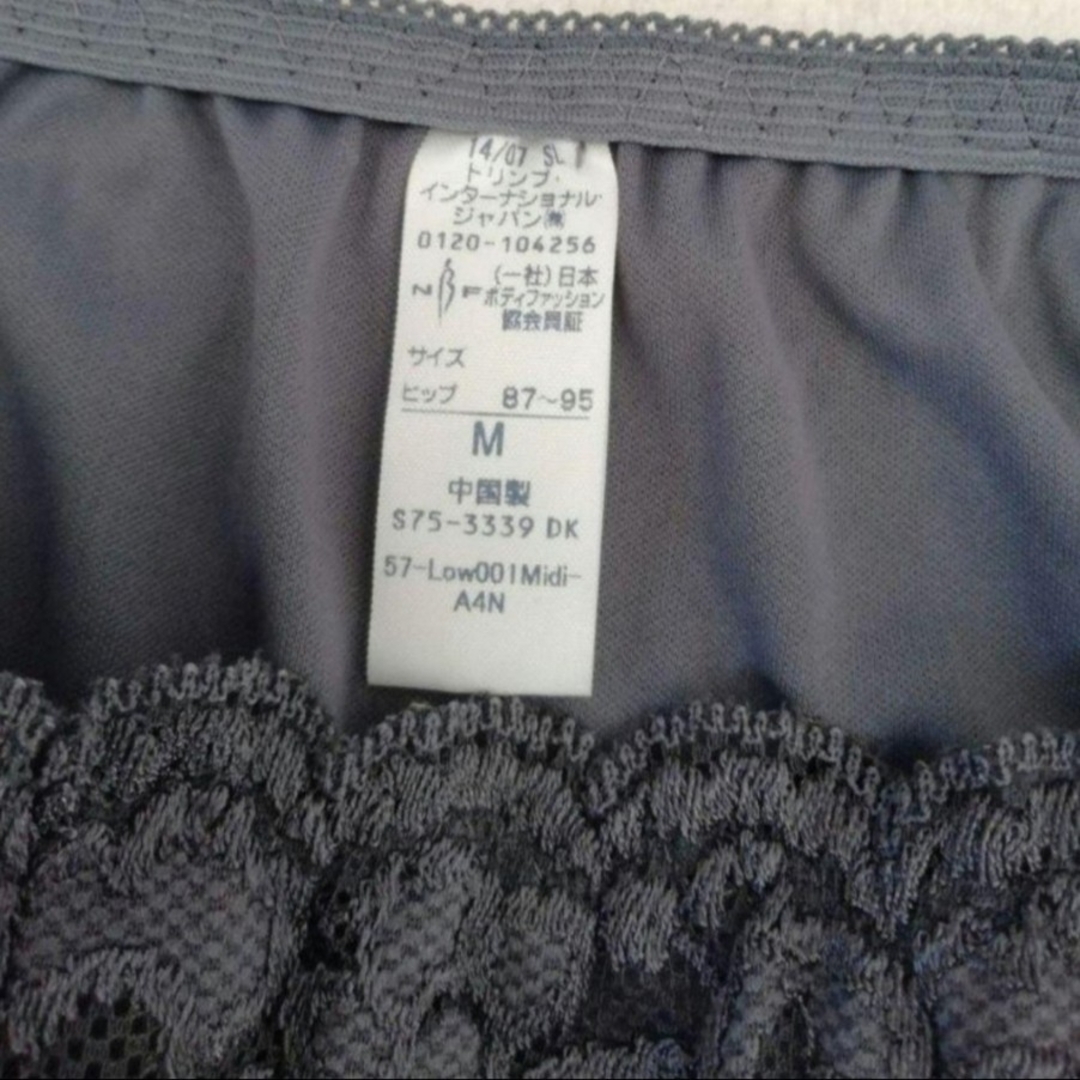 14/07 SL
トリンプ・
インターナショナル・
ジャパン㈱
0120-104256
NBF (一社)日本
ボディファッション
協会員証
サイズ
ヒップ 87~95
M
中国製
S75-3339 DK
57-Low001Midi-
A4N